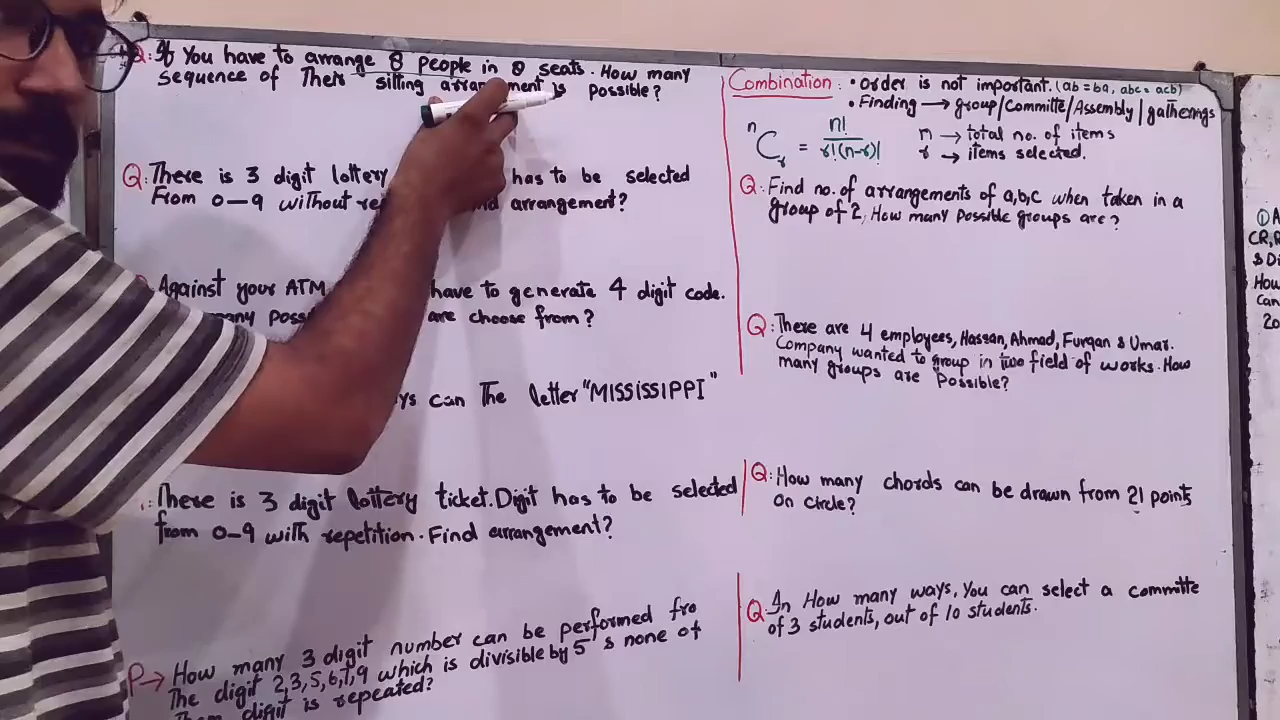 Q: If You have to arrange 8 people in 8 seats. How many
sequence of Their sitting arrangement is Possible?
Q: There is 3 digit lottery has to be selected
From 0-9 without arrangement?
Against your ATM have to generate 4 digit code.
are choose from?
can The letter "MISSISSIPPI"
There is 3 digit lottery ticket. Digit has to be selected
from 0-9 with repetition. Find arrangement?
P→ How many 3 digit number can be performed fro
The digit 2,3,5,6,7,9 which is divisible by 5 & none of
digit is repeated?
Combination : • Order is not important. (ab = ba, abc = acb)
• Finding → group/Committe/Assembly/gatherings
nCr = n! / r!(n-r)!
n → total no. of items
r → items selected.
Q: Find no. of arrangements of a,b,c when taken in a
group of 2, How many Possible groups are?
Q: There are 4 employees, Hassan, Ahmad, Furqan & Umar.
Company wanted to group in two field of works. How
many groups are Possible?
Q: How many chords can be drawn from 21 points
on circle?
Q: In How many ways, You can select a committe
of 3 students, out of 10 students.
① A
CR,
& Di
How
Can
20